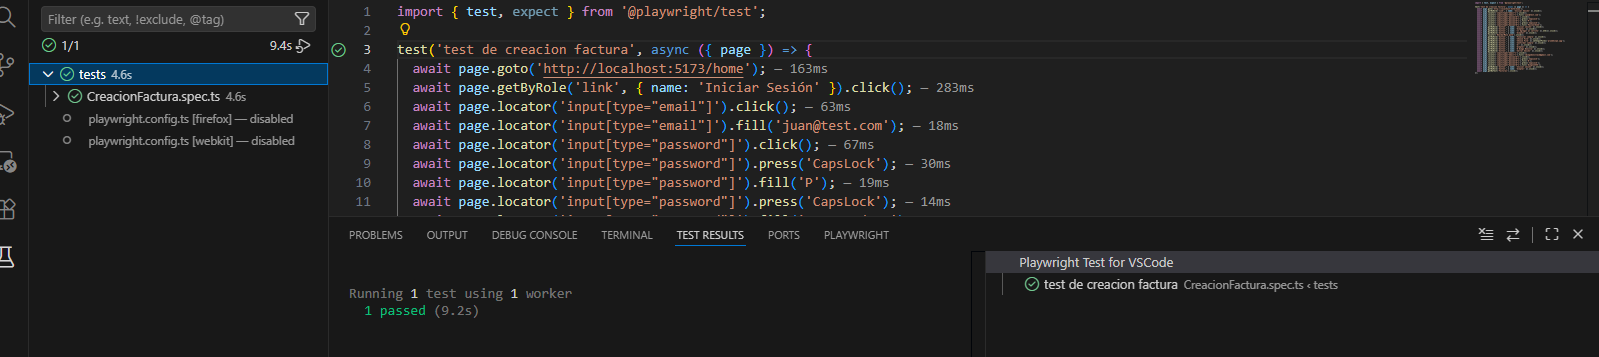 Filter (e.g. text, !exclude, @tag)
1/1
9.4s
tests 4.6s
CreacionFactura.spec.ts 4.6s
playwright.config.ts [firefox] — disabled
playwright.config.ts [webkit] — disabled
1 import { test, expect } from '@playwright/test';
2
3 test('test de creacion factura', async ({ page }) => {
4 await page.goto('http://localhost:5173/home'); — 163ms
5 await page.getByRole('link', { name: 'Iniciar Sesión' }).click(); — 283ms
6 await page.locator('input[type="email"]').click(); — 63ms
7 await page.locator('input[type="email"]').fill('juan@test.com'); — 18ms
8 await page.locator('input[type="password"]').click(); — 67ms
9 await page.locator('input[type="password"]').press('CapsLock'); — 30ms
10 await page.locator('input[type="password"]').fill('P'); — 19ms
11 await page.locator('input[type="password"]').press('CapsLock'); — 14ms
PROBLEMS OUTPUT DEBUG CONSOLE TERMINAL TEST RESULTS PORTS PLAYWRIGHT
Running 1 test using 1 worker
1 passed (9.2s)
Playwright Test for VSCode
test de creacion factura CreacionFactura.spec.ts ‹ tests